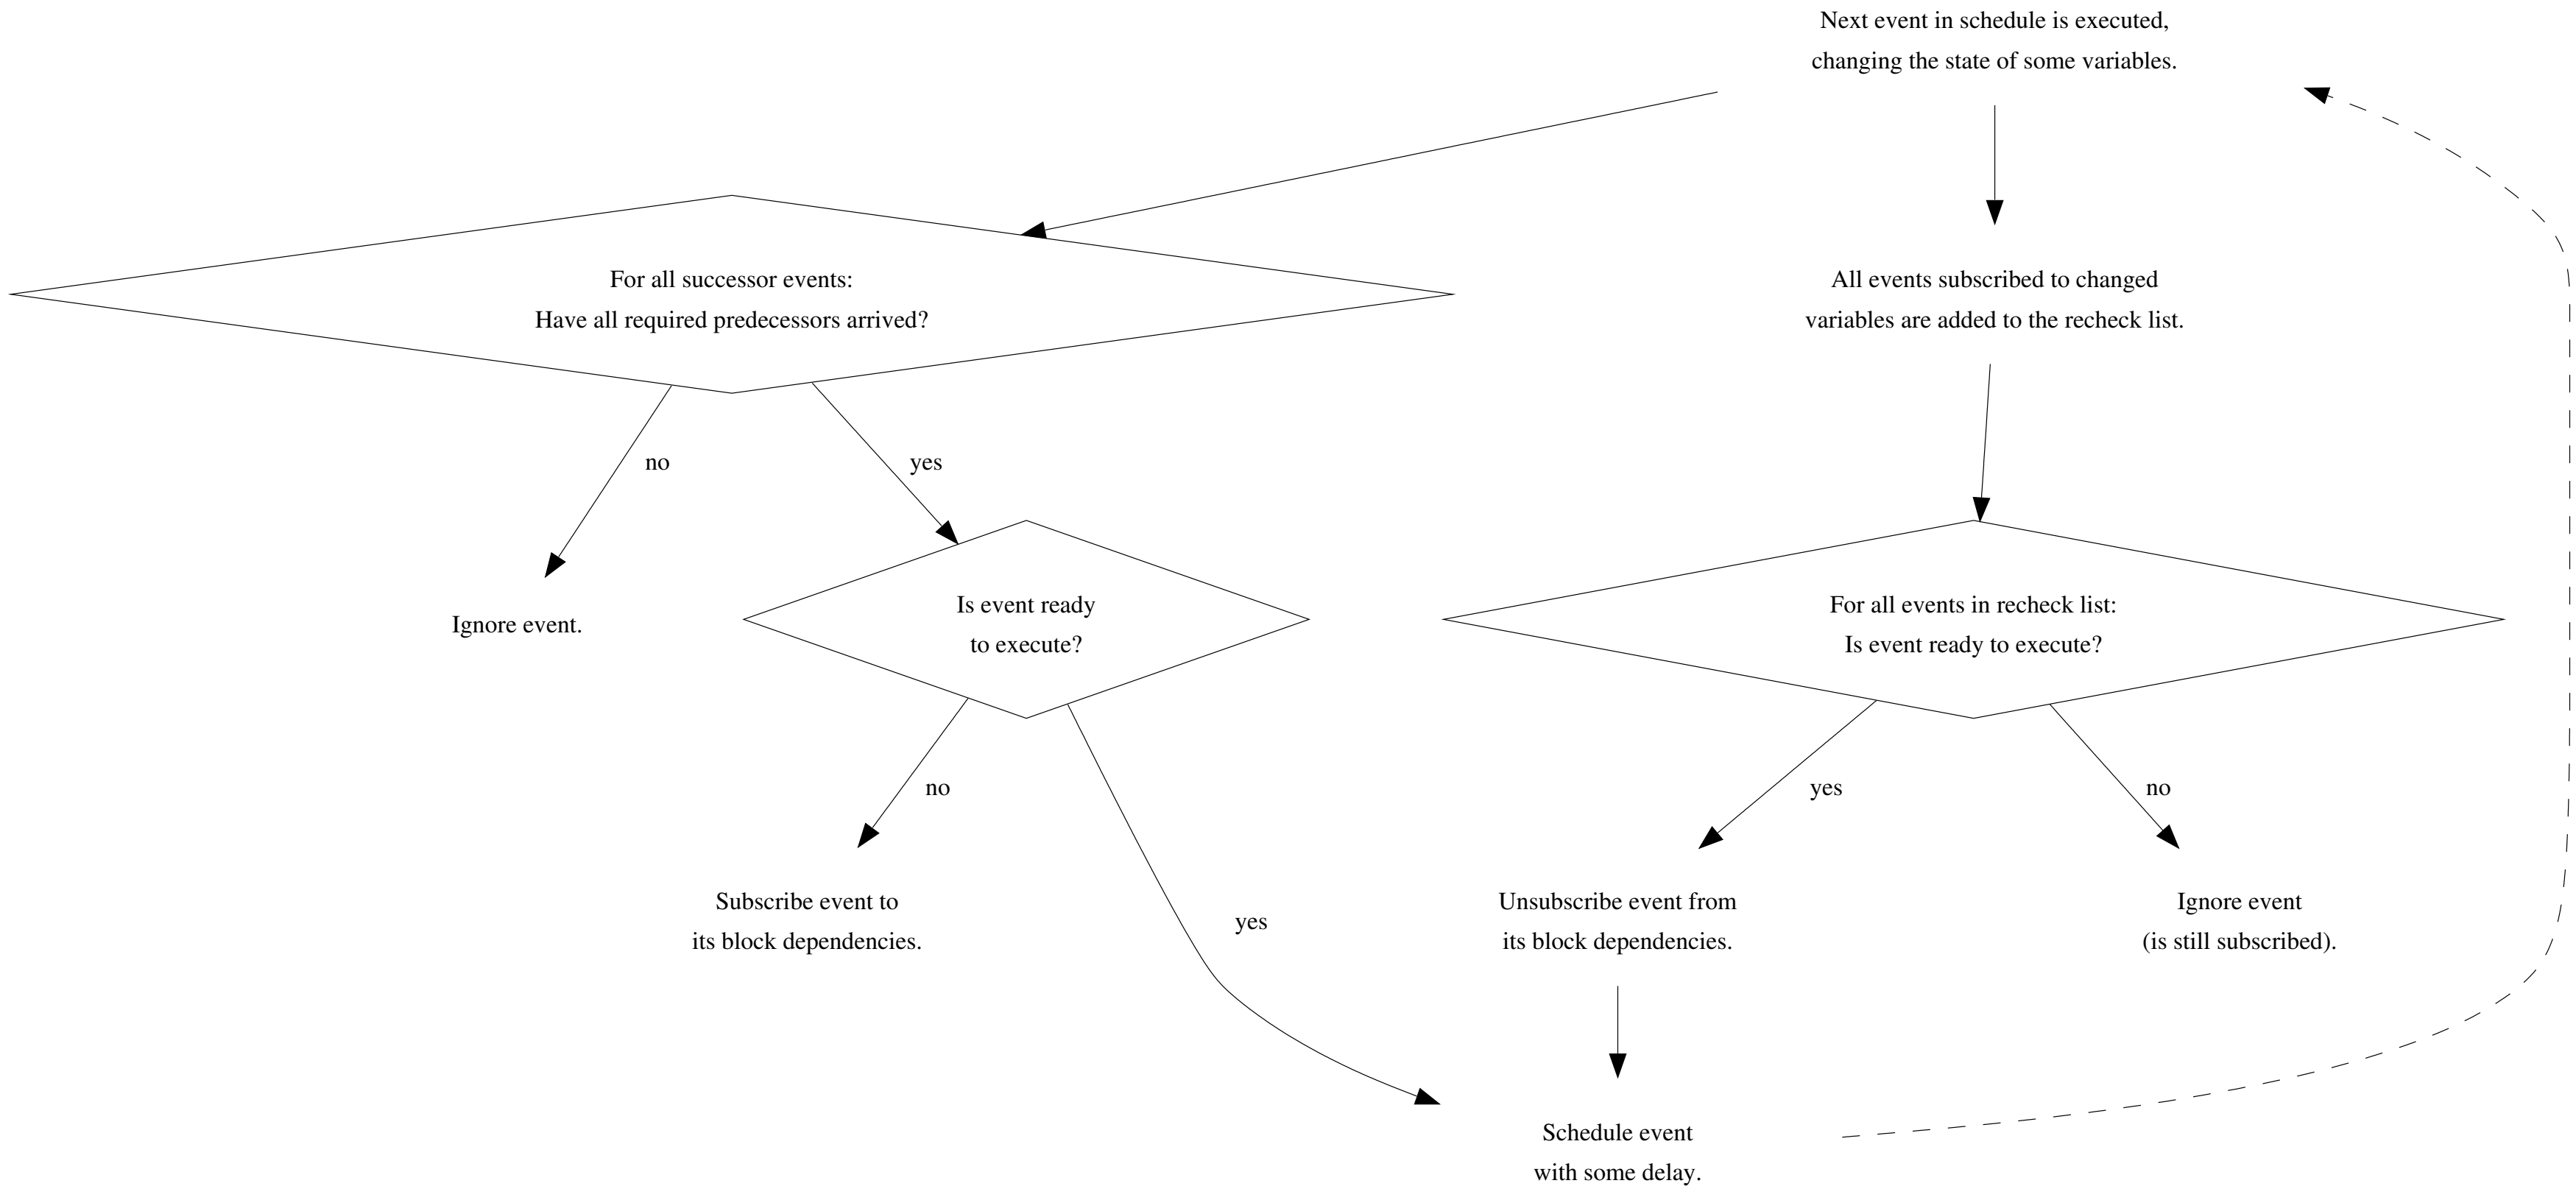 Next event in schedule is executed,
changing the state of some variables.
For all successor events:
Have all required predecessors arrived?
All events subscribed to changed
variables are added to the recheck list.
no
yes
Ignore event.
Is event ready
to execute?
For all events in recheck list:
Is event ready to execute?
no
yes
yes
no
Subscribe event to
its block dependencies.
Unsubscribe event from
its block dependencies.
Ignore event
(is still subscribed).
Schedule event
with some delay.